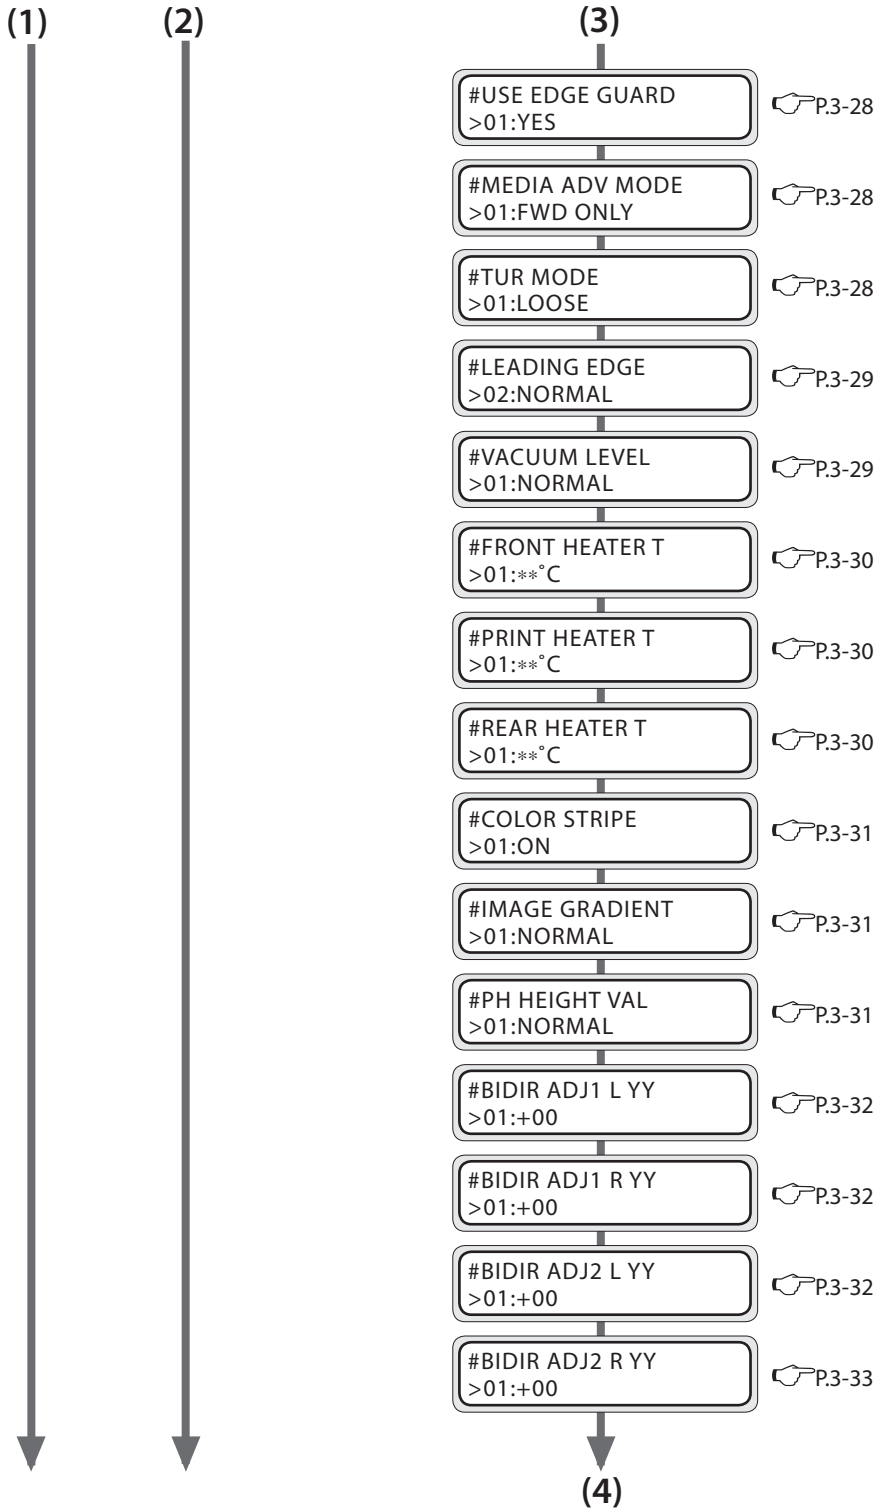 (1)
(2)
(3)
#USE EDGE GUARD
>01:YES
P.3-28
#MEDIA ADV MODE
>01:FWD ONLY
P.3-28
#TUR MODE
>01:LOOSE
P.3-28
#LEADING EDGE
>02:NORMAL
P.3-29
#VACUUM LEVEL
>01:NORMAL
P.3-29
#FRONT HEATER T
>01:**°C
P.3-30
#PRINT HEATER T
>01:**°C
P.3-30
#REAR HEATER T
>01:**°C
P.3-30
#COLOR STRIPE
>01:ON
P.3-31
#IMAGE GRADIENT
>01:NORMAL
P.3-31
#PH HEIGHT VAL
>01:NORMAL
P.3-31
#BIDIR ADJ1 L YY
>01:+00
P.3-32
#BIDIR ADJ1 R YY
>01:+00
P.3-32
#BIDIR ADJ2 L YY
>01:+00
P.3-32
#BIDIR ADJ2 R YY
>01:+00
P.3-33
(4)